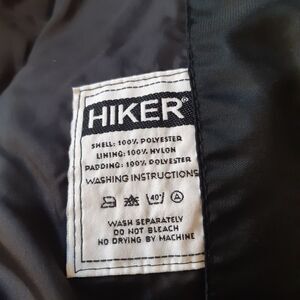 HIKER®
SHELL: 100% POLYESTER
LINING: 100% NYLON
PADDING: 100% POLYESTER
WASHING INSTRUCTIONS
40°
WASH SEPARATELY
DO NOT BLEACH
NO DRYING BY MACHINE